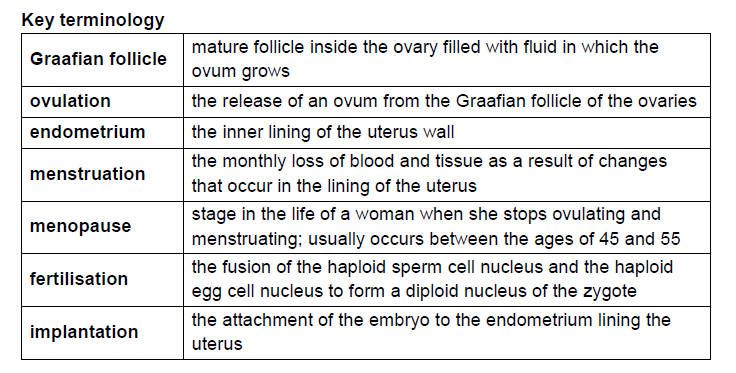 Key terminology
Graafian follicle
mature follicle inside the ovary filled with fluid in which the
ovum grows
ovulation
the release of an ovum from the Graafian follicle of the ovaries
endometrium
the inner lining of the uterus wall
menstruation
the monthly loss of blood and tissue as a result of changes
that occur in the lining of the uterus
menopause
stage in the life of a woman when she stops ovulating and
menstruating; usually occurs between the ages of 45 and 55
fertilisation
the fusion of the haploid sperm cell nucleus and the haploid
egg cell nucleus to form a diploid nucleus of the zygote
implantation
the attachment of the embryo to the endometrium lining the
uterus